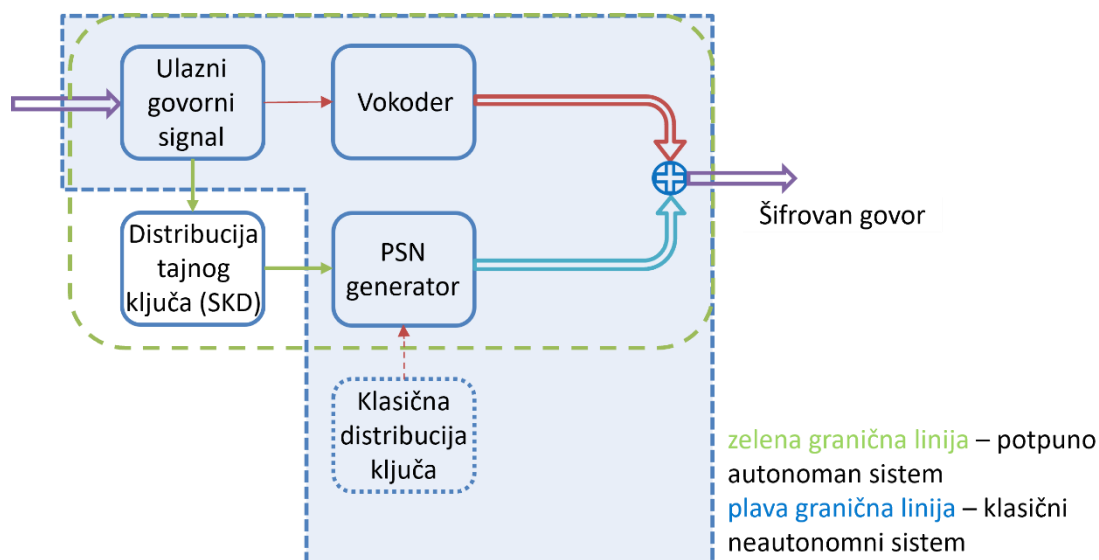 Ulazni
govorni
signal
Vokoder
Distribucija
tajnog
ključa (SKD)
PSN
generator
Šifrovan govor
Klasična
distribucija
ključa
zelena granična linija – potpuno
autonoman sistem
plava granična linija – klasični
neautonomni sistem